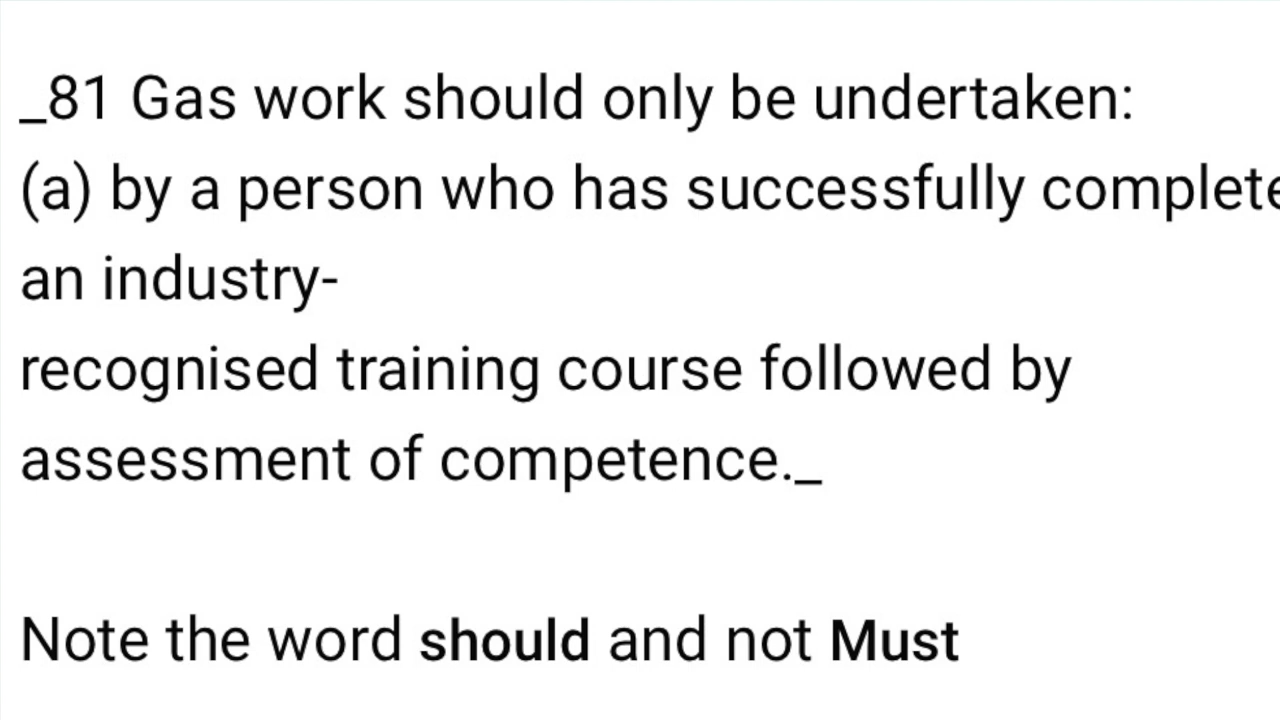 _81 Gas work should only be undertaken:
(a) by a person who has successfully complete
an industry-
recognised training course followed by
assessment of competence._
Note the word should and not Must